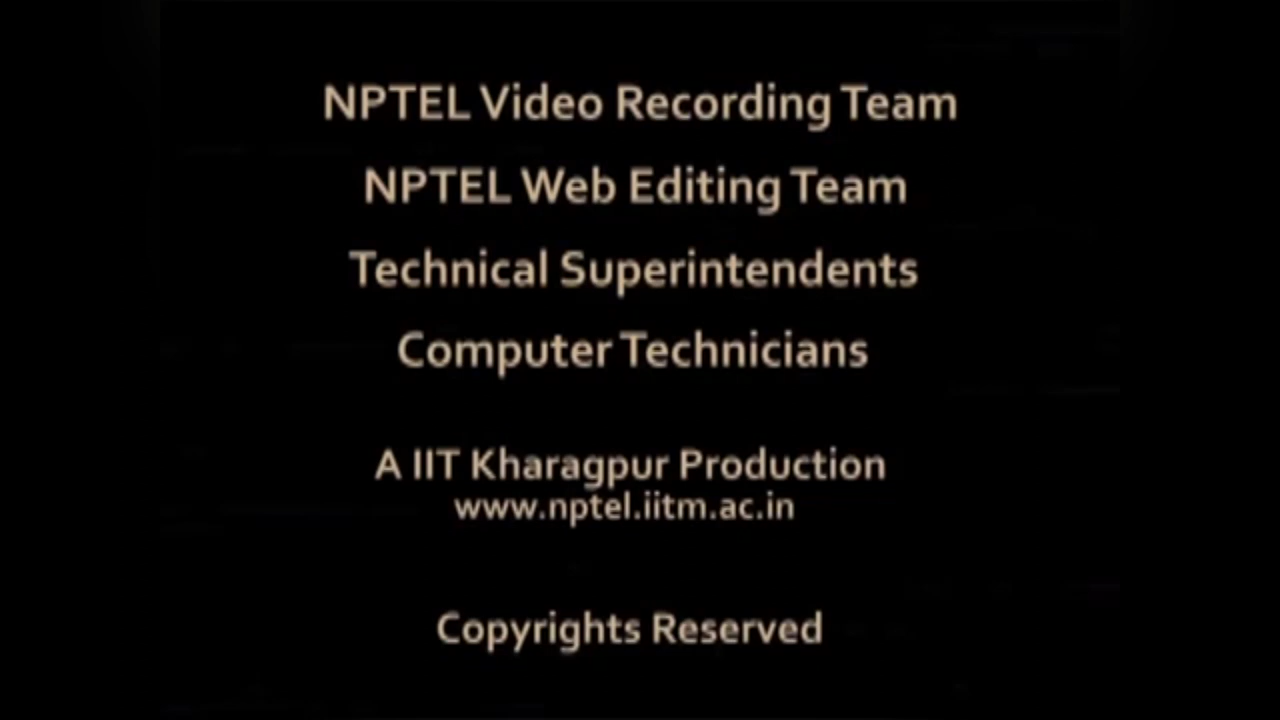 NPTEL Video Recording Team
NPTEL Web Editing Team
Technical Superintendents
Computer Technicians
A IIT Kharagpur Production
www.nptel.iitm.ac.in
Copyrights Reserved